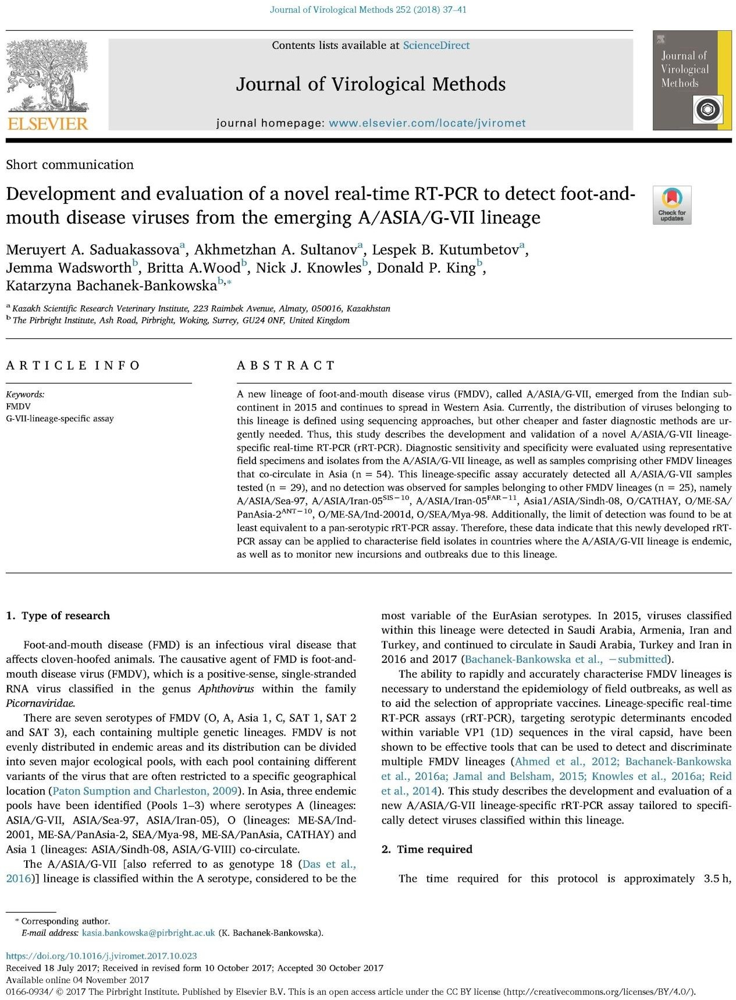 Journal of Virological Methods 252 (2018) 37–41
Contents lists available at ScienceDirect
Journal of Virological Methods
journal homepage: www.elsevier.com/locate/jviromet
ELSEVIER
Journal of
Virological
Methods
Short communication
Development and evaluation of a novel real-time RT-PCR to detect foot-and-
mouth disease viruses from the emerging A/ASIA/G-VII lineage
Check for
updates
Meruyert A. Saduakassovaa, Akhmetzhan A. Sultanova, Lespek B. Kutumbetova,
Jemma Wadsworthb, Britta A.Woodb, Nick J. Knowlesb, Donald P. Kingb,
Katarzyna Bachanek-Bankowskab,*
a Kazakh Scientific Research Veterinary Institute, 223 Raimbek Avenue, Almaty, 050016, Kazakhstan
b The Pirbright Institute, Ash Road, Pirbright, Woking, Surrey, GU24 0NF, United Kingdom
ARTICLE INFO
Keywords:
FMDV
G-VII-lineage-specific assay
ABSTRACT
A new lineage of foot-and-mouth disease virus (FMDV), called A/ASIA/G-VII, emerged from the Indian sub-
continent in 2015 and continues to spread in Western Asia. Currently, the distribution of viruses belonging to
this lineage is defined using sequencing approaches, but other cheaper and faster diagnostic methods are ur-
gently needed. Thus, this study describes the development and validation of a novel A/ASIA/G-VII lineage-
specific real-time RT-PCR (rRT-PCR). Diagnostic sensitivity and specificity were evaluated using representative
field specimens and isolates from the A/ASIA/G-VII lineage, as well as samples comprising other FMDV lineages
that co-circulate in Asia (n = 54). This lineage-specific assay accurately detected all A/ASIA/G-VII samples
tested (n = 29), and no detection was observed for samples belonging to other FMDV lineages (n = 25), namely
A/ASIA/Sea-97, A/ASIA/Iran-05SIS−10, A/ASIA/Iran-05FAR−11, Asia1/ASIA/Sindh-08, O/CATHAY, O/ME-SA/
PanAsia-2ANT−10, O/ME-SA/Ind-2001d, O/SEA/Mya-98. Additionally, the limit of detection was found to be at
least equivalent to a pan-serotypic rRT-PCR assay. Therefore, these data indicate that this newly developed rRT-
PCR assay can be applied to characterise field isolates in countries where the A/ASIA/G-VII lineage is endemic,
as well as to monitor new incursions and outbreaks due to this lineage.
1. Type of research
Foot-and-mouth disease (FMD) is an infectious viral disease that
affects cloven-hoofed animals. The causative agent of FMD is foot-and-
mouth disease virus (FMDV), which is a positive-sense, single-stranded
RNA virus classified in the genus Aphthovirus within the family
Picornaviridae.
There are seven serotypes of FMDV (O, A, Asia 1, C, SAT 1, SAT 2
and SAT 3), each containing multiple genetic lineages. FMDV is not
evenly distributed in endemic areas and its distribution can be divided
into seven major ecological pools, with each pool containing different
variants of the virus that are often restricted to a specific geographical
location (Paton Sumption and Charleston, 2009). In Asia, three endemic
pools have been identified (Pools 1–3) where serotypes A (lineages:
ASIA/G-VII, ASIA/Sea-97, ASIA/Iran-05), O (lineages: ME-SA/Ind-
2001, ME-SA/PanAsia-2, SEA/Mya-98, ME-SA/PanAsia, CATHAY) and
Asia 1 (lineages: ASIA/Sindh-08, ASIA/G-VIII) co-circulate.
The A/ASIA/G-VII [also referred to as genotype 18 (Das et al.,
2016)] lineage is classified within the A serotype, considered to be the
most variable of the EurAsian serotypes. In 2015, viruses classified
within this lineage were detected in Saudi Arabia, Armenia, Iran and
Turkey, and continued to circulate in Saudi Arabia, Turkey and Iran in
2016 and 2017 (Bachanek-Bankowska et al., −submitted).
The ability to rapidly and accurately characterise FMDV lineages is
necessary to understand the epidemiology of field outbreaks, as well as
to aid the selection of appropriate vaccines. Lineage-specific real-time
RT-PCR assays (rRT-PCR), targeting serotypic determinants encoded
within variable VP1 (1D) sequences in the viral capsid, have been
shown to be effective tools that can be used to detect and discriminate
multiple FMDV lineages (Ahmed et al., 2012; Bachanek-Bankowska
et al., 2016a; Jamal and Belsham, 2015; Knowles et al., 2016a; Reid
et al., 2014). This study describes the development and evaluation of a
new A/ASIA/G-VII lineage-specific rRT-PCR assay tailored to specifi-
cally detect viruses classified within this lineage.
2. Time required
The time required for this protocol is approximately 3.5 h,
* Corresponding author.
E-mail address: kasia.bankowska@pirbright.ac.uk (K. Bachanek-Bankowska).
https://doi.org/10.1016/j.jviromet.2017.10.023
Received 18 July 2017; Received in revised form 10 October 2017; Accepted 30 October 2017
Available online 04 November 2017
0166-0934/ © 2017 The Pirbright Institute. Published by Elsevier B.V. This is an open access article under the CC BY license (http://creativecommons.org/licenses/BY/4.0/).